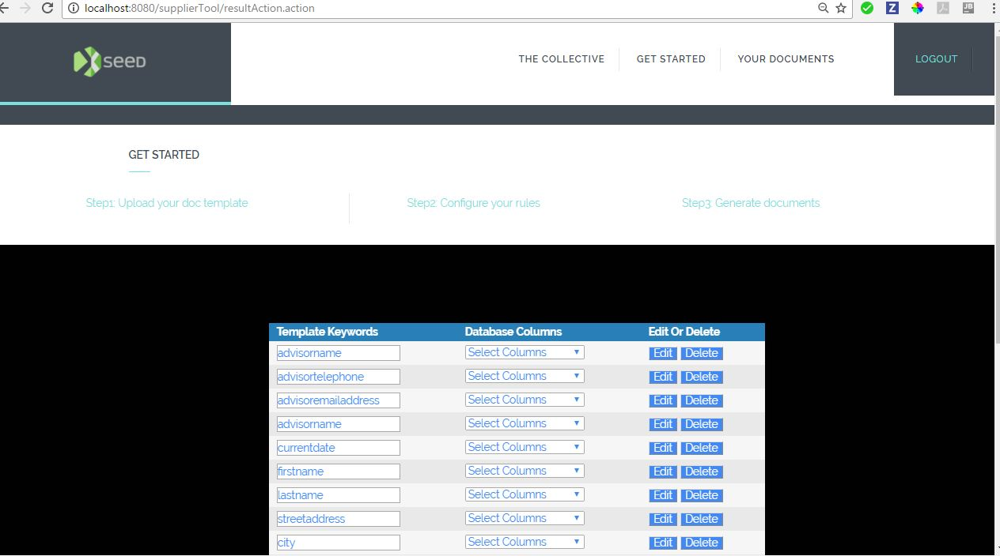 localhost:8080/supplierTool/resultAction.action
Z
JB
SEED
THE COLLECTIVE
GET STARTED
YOUR DOCUMENTS
LOGOUT
GET STARTED
Step1: Upload your doc template
Step2: Configure your rules
Step3: Generate documents
Template Keywords Database Columns Edit Or Delete
advisorname Select Columns Edit Delete
advisortelephone Select Columns Edit Delete
advisoremailaddress Select Columns Edit Delete
advisorname Select Columns Edit Delete
currentdate Select Columns Edit Delete
firstname Select Columns Edit Delete
lastname Select Columns Edit Delete
streetaddress Select Columns Edit Delete
city Select Columns Edit Delete